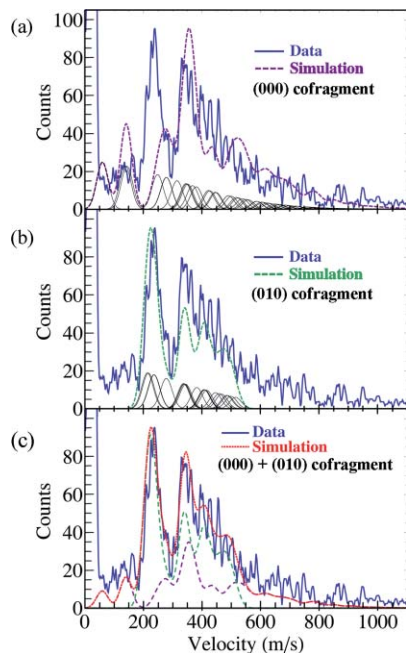 (a)
100
80
60
40
20
0
Counts
Data
Simulation
(000) cofragment
(b)
80
60
40
20
0
Counts
Data
Simulation
(010) cofragment
(c)
80
60
40
20
0
Counts
Data
Simulation
(000) + (010) cofragment
0 200 400 600 800 1000
Velocity (m/s)